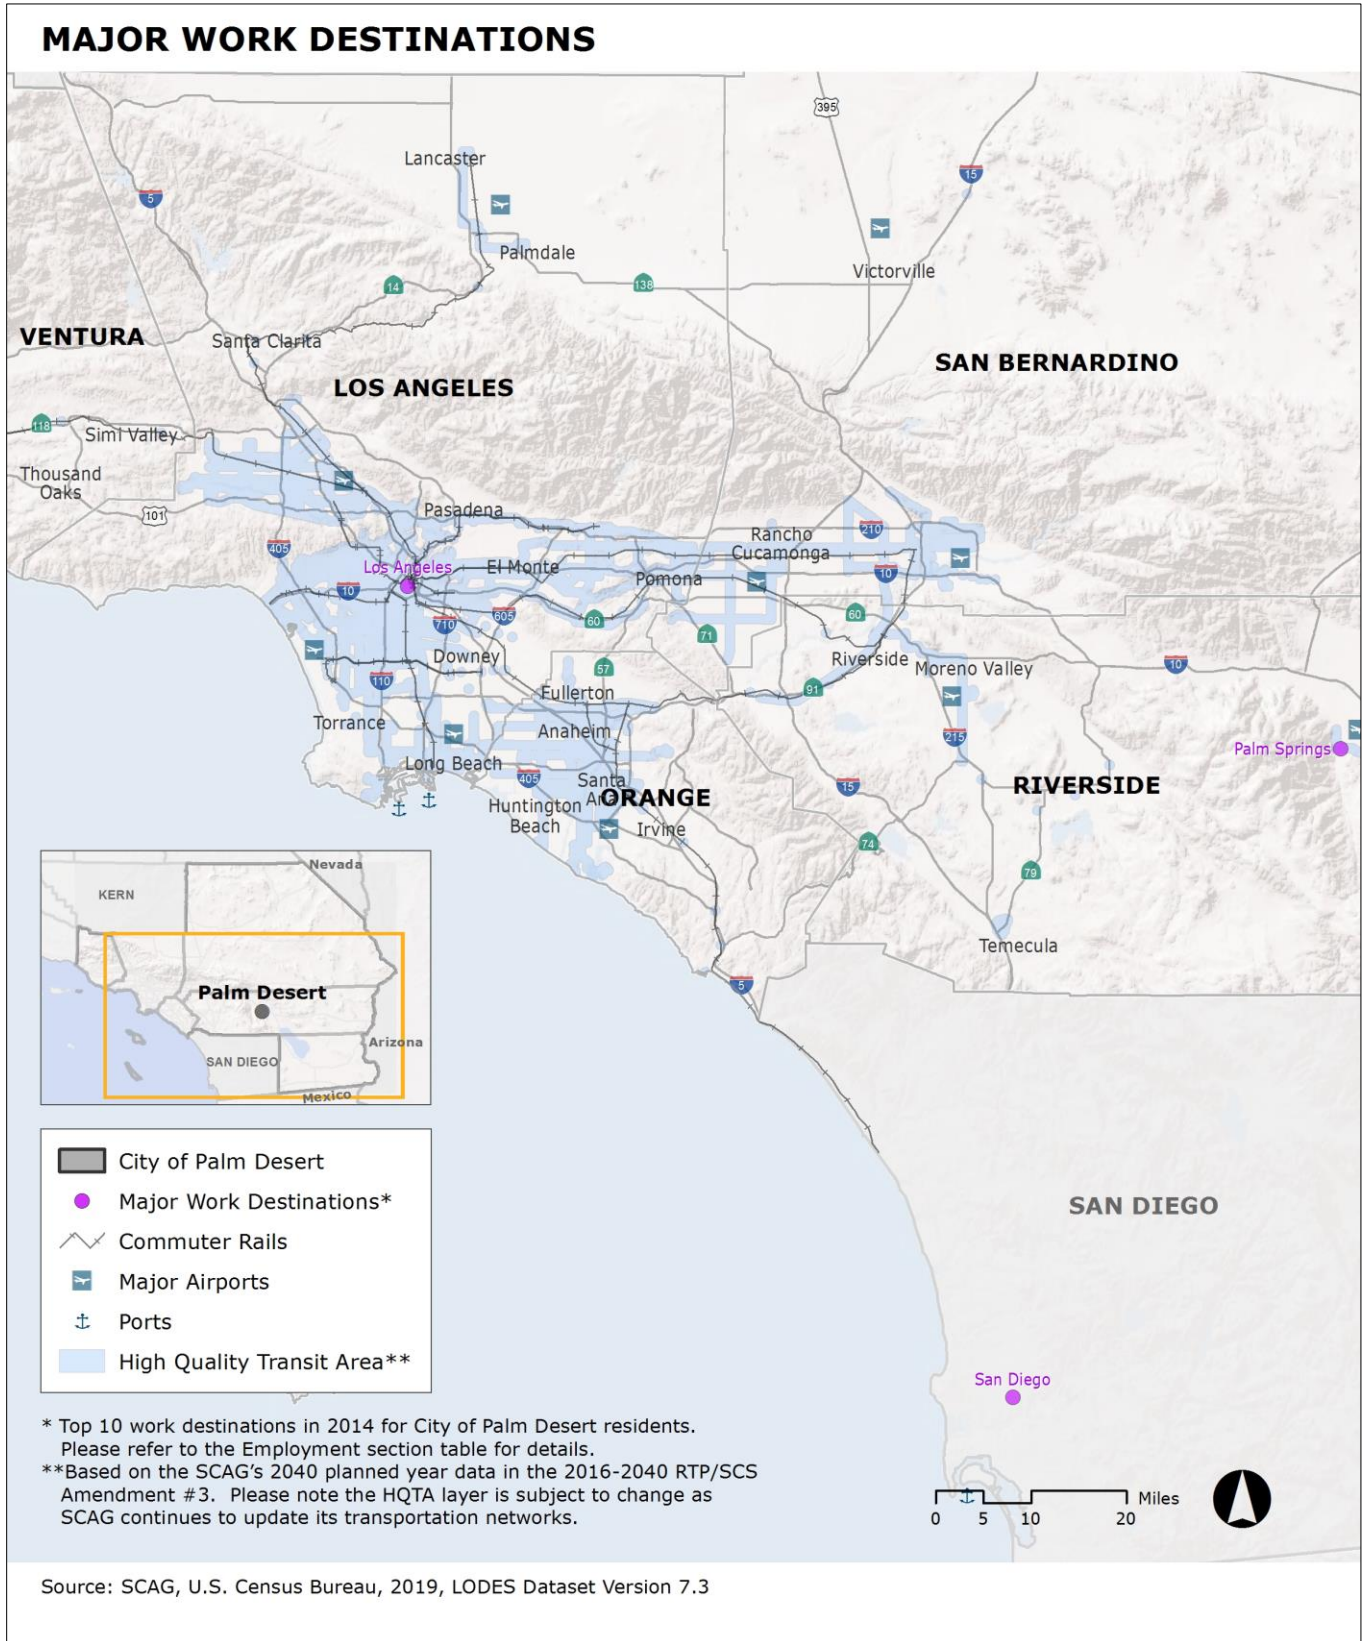 MAJOR WORK DESTINATIONS
395
Lancaster
15
5
Palmdale
Victorville
14
138
VENTURA
Santa Clarita
SAN BERNARDINO
LOS ANGELES
118
Simi Valley
Thousand
Oaks
101
Pasadena
405
210
Rancho
Cucamonga
Los Angeles
El Monte
Pomona
10
10
605
60
60
710
71
Downey
57
Riverside
Moreno Valley
10
110
91
Fullerton
Torrance
Anaheim
215
Palm Springs
Long Beach
405
Santa
Ana
ORANGE
15
RIVERSIDE
Huntington
Beach
Irvine
74
79
Temecula
5
Nevada
KERN
Palm Desert
Arizona
SAN DIEGO
Mexico
City of Palm Desert
Major Work Destinations*
Commuter Rails
Major Airports
Ports
High Quality Transit Area**
SAN DIEGO
San Diego
* Top 10 work destinations in 2014 for City of Palm Desert residents.
Please refer to the Employment section table for details.
**Based on the SCAG's 2040 planned year data in the 2016-2040 RTP/SCS
Amendment #3. Please note the HQTA layer is subject to change as
SCAG continues to update its transportation networks.
Miles
0 5 10 20
Source: SCAG, U.S. Census Bureau, 2019, LODES Dataset Version 7.3